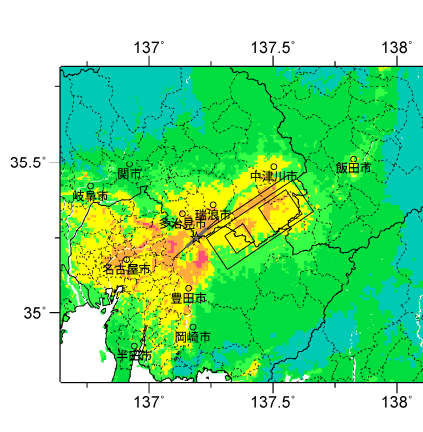 137° 137.5° 138°
35.5°
関市
中津川市
飯田市
岐阜市
瑞浪市
多治見市
名古屋市
豊田市
35°
岡崎市
半田市
137° 137.5° 138°